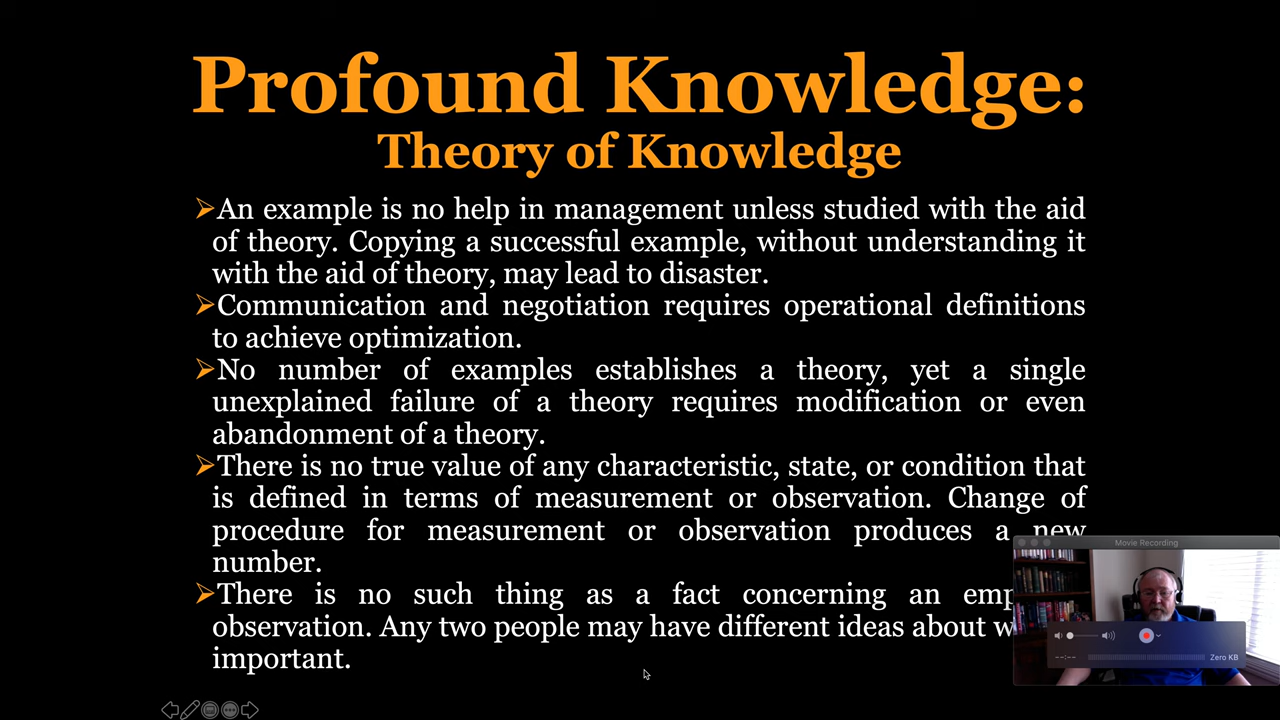 Profound Knowledge:
Theory of Knowledge
An example is no help in management unless studied with the aid
of theory. Copying a successful example, without understanding it
with the aid of theory, may lead to disaster.
Communication and negotiation requires operational definitions
to achieve optimization.
No number of examples establishes a theory, yet a single
unexplained failure of a theory requires modification or even
abandonment of a theory.
There is no true value of any characteristic, state, or condition that
is defined in terms of measurement or observation. Change of
procedure for measurement or observation produces a new
number.
There is no such thing as a fact concerning an
observation. Any two people may have different ideas about
important.
Movie Recording
--:--
Zero KB